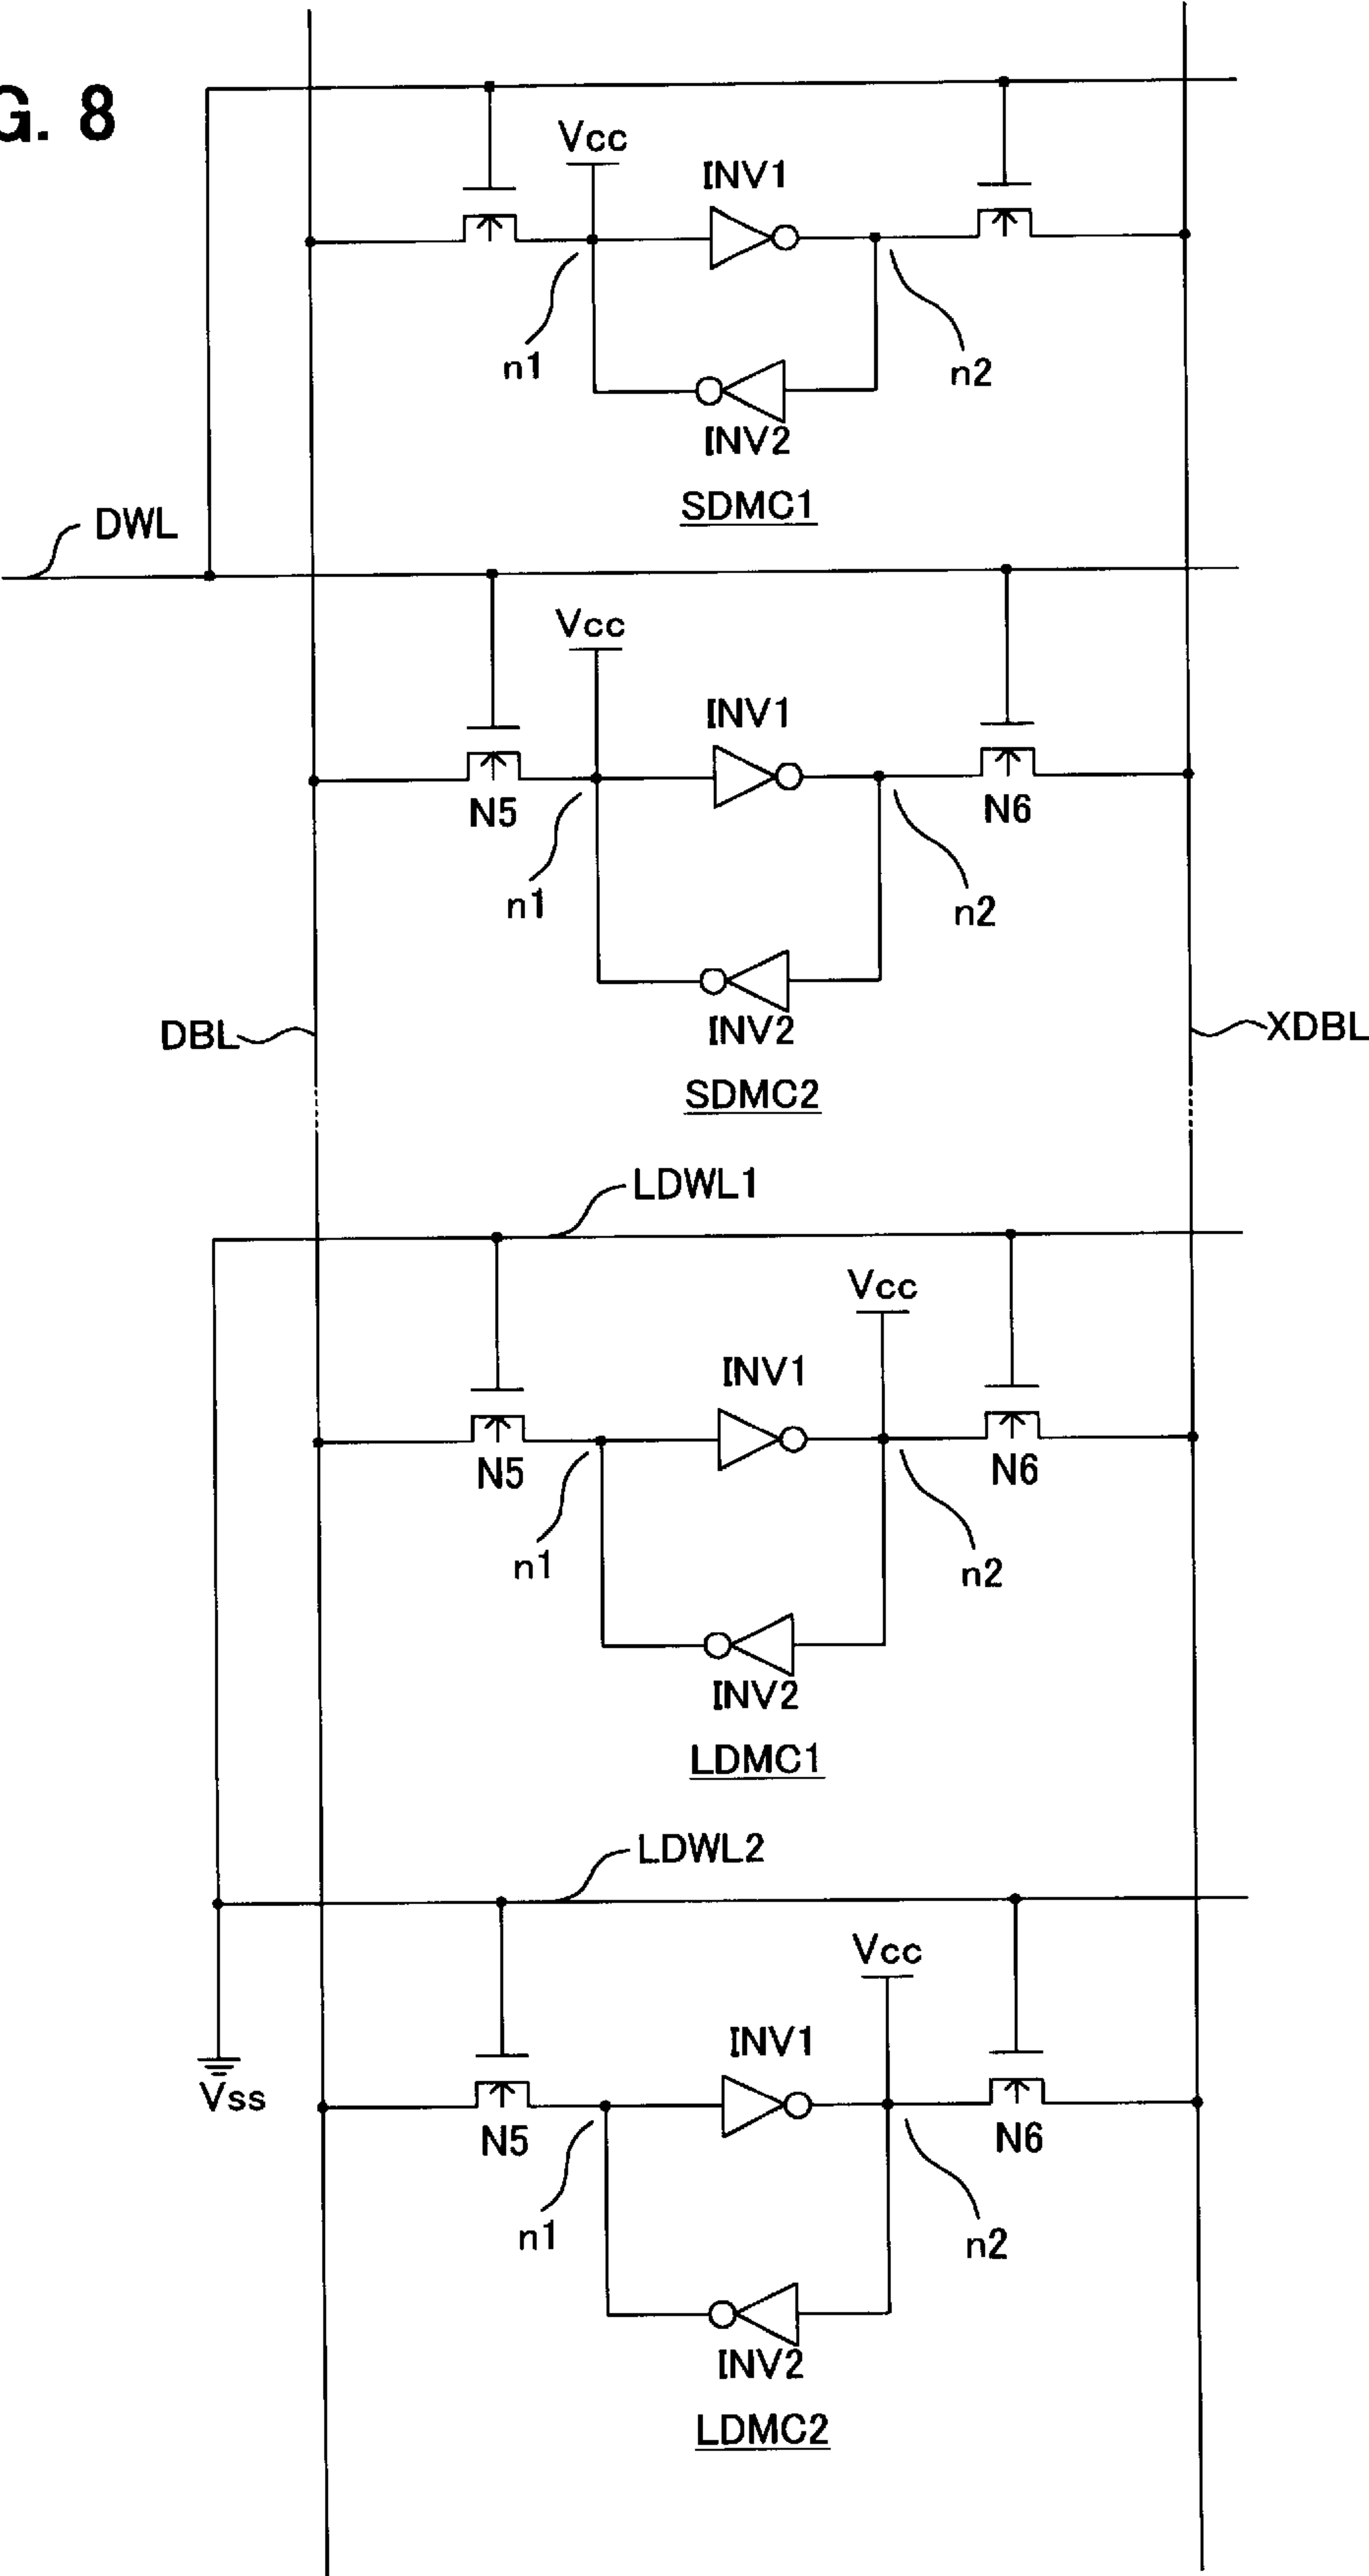 G. 8
Vcc
INV1
n1
n2
INV2
SDMC1
DWL
Vcc
INV1
N5
N6
n1
n2
DBL
INV2
XDBL
SDMC2
LDWL1
Vcc
INV1
N5
N6
n1
n2
INV2
LDMC1
LDWL2
Vcc
INV1
Vss
N5
N6
n1
n2
INV2
LDMC2